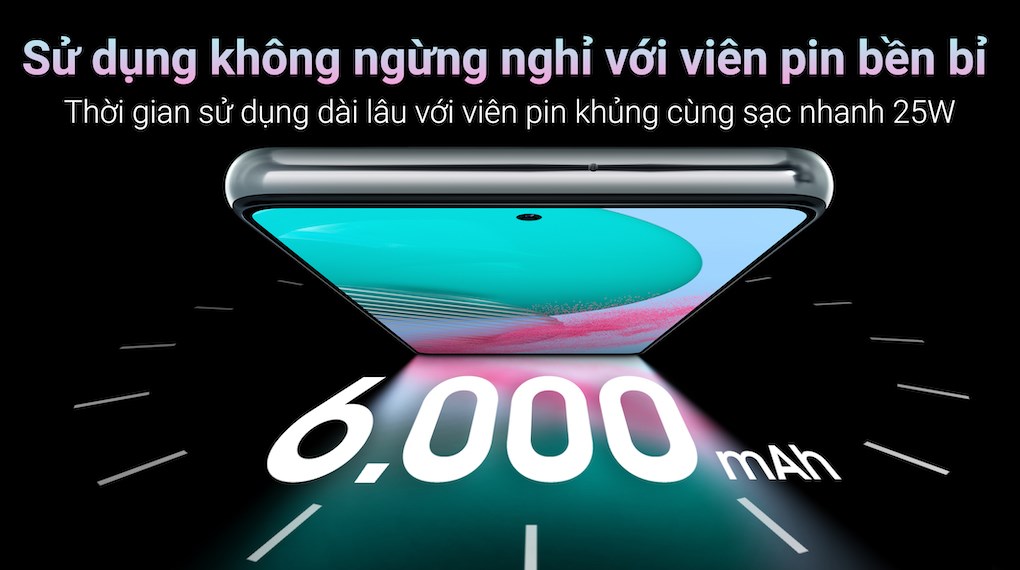 Sử dụng không ngừng nghỉ với viên pin bền bỉ
Thời gian sử dụng dài lâu với viên pin khủng cùng sạc nhanh 25W
6.000 mAh